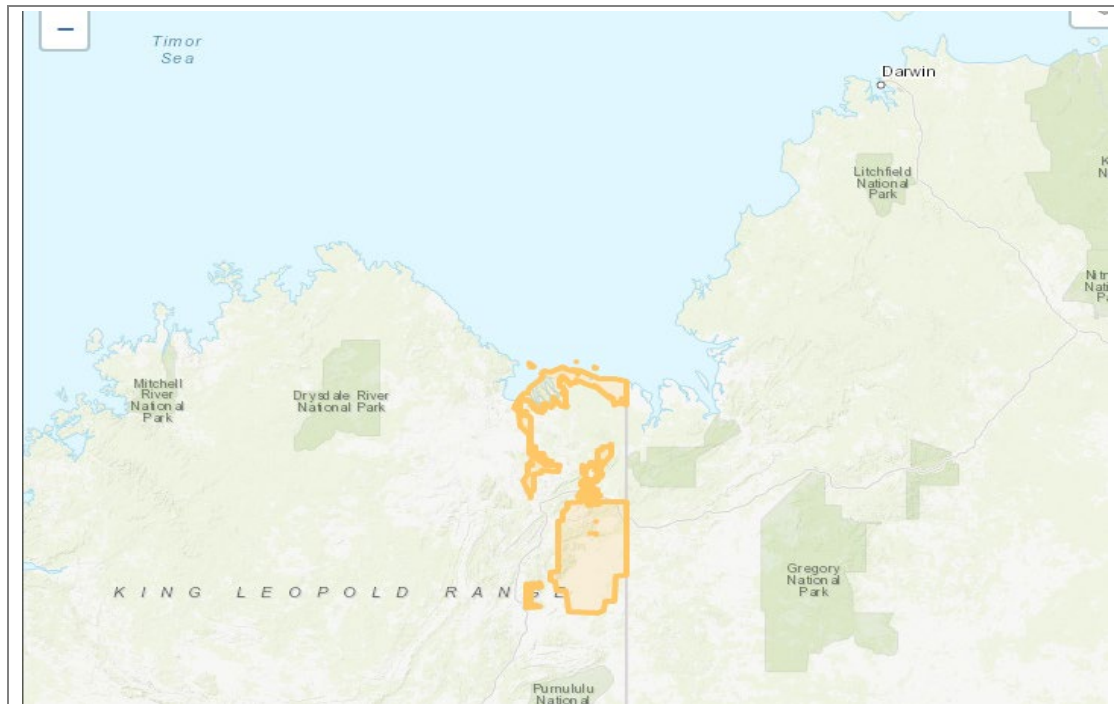 −
Timor
Sea
Darwin
Litchfield
National
Park
Mitchell
River
National
Park
Drysdale River
National Park
Gregory
National
Park
KING LEOPOLD RANGE
Purnululu
National